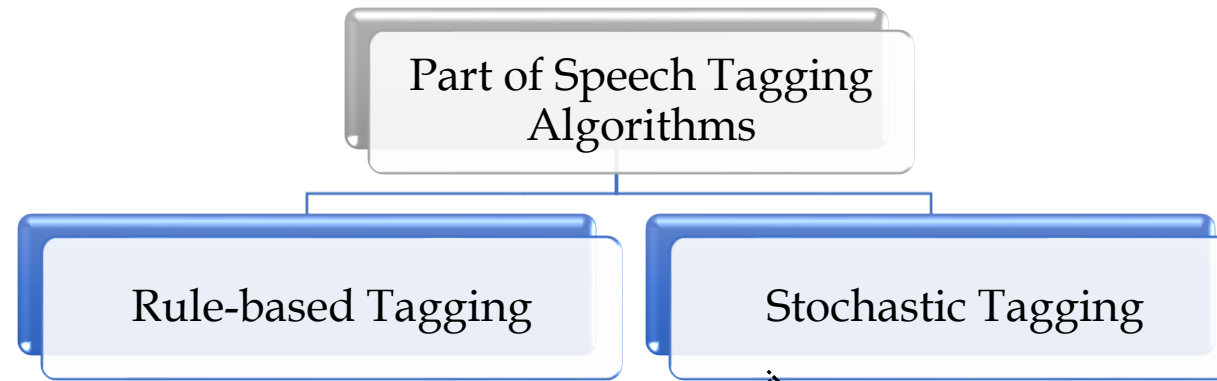 Part of Speech Tagging
Algorithms
Rule-based Tagging
Stochastic Tagging